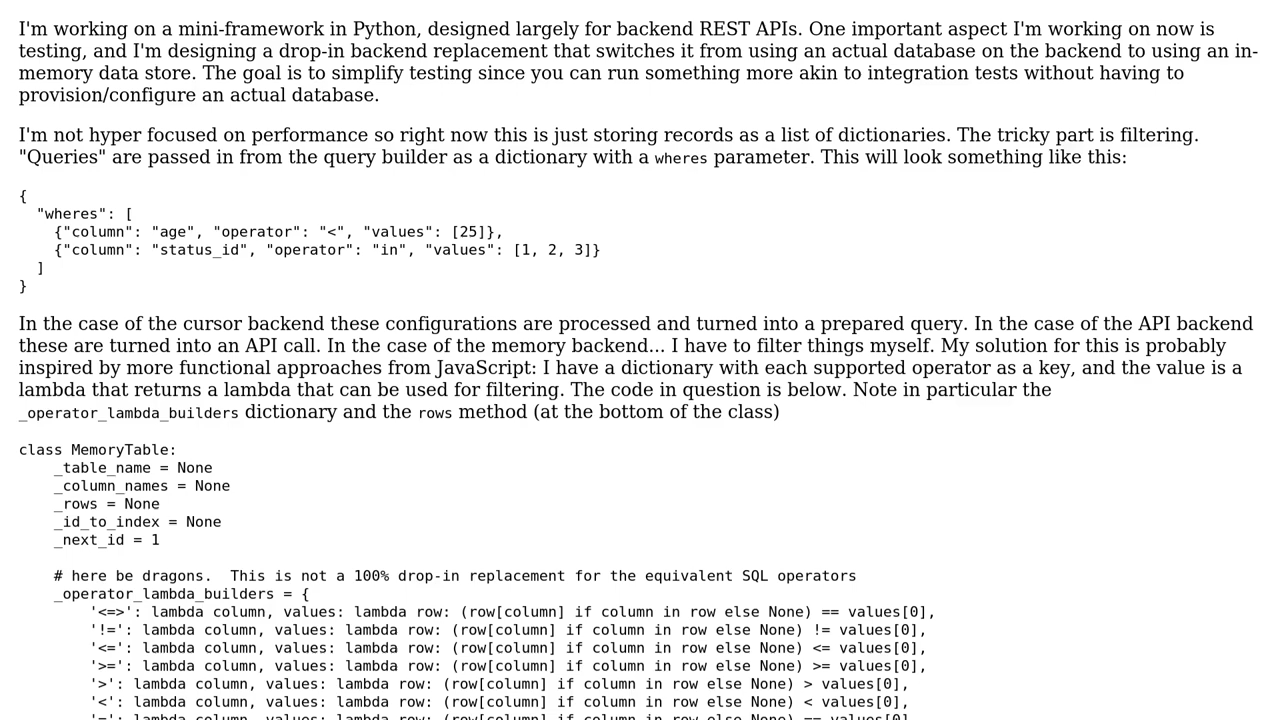 I'm working on a mini-framework in Python, designed largely for backend REST APIs. One important aspect I'm working on now is
testing, and I'm designing a drop-in backend replacement that switches it from using an actual database on the backend to using an in-
memory data store. The goal is to simplify testing since you can run something more akin to integration tests without having to
provision/configure an actual database.
I'm not hyper focused on performance so right now this is just storing records as a list of dictionaries. The tricky part is filtering.
"Queries" are passed in from the query builder as a dictionary with a wheres parameter. This will look something like this:
{
  "wheres": [
    {"column": "age", "operator": "<", "values": [25]},
    {"column": "status_id", "operator": "in", "values": [1, 2, 3]}
  ]
}
In the case of the cursor backend these configurations are processed and turned into a prepared query. In the case of the API backend
these are turned into an API call. In the case of the memory backend... I have to filter things myself. My solution for this is probably
inspired by more functional approaches from JavaScript: I have a dictionary with each supported operator as a key, and the value is a
lambda that returns a lambda that can be used for filtering. The code in question is below. Note in particular the
_operator_lambda_builders dictionary and the rows method (at the bottom of the class)
class MemoryTable:
    _table_name = None
    _column_names = None
    _rows = None
    _id_to_index = None
    _next_id = 1
    # here be dragons.  This is not a 100% drop-in replacement for the equivalent SQL operators
    _operator_lambda_builders = {
        '<=>': lambda column, values: lambda row: (row[column] if column in row else None) == values[0],
        '!=': lambda column, values: lambda row: (row[column] if column in row else None) != values[0],
        '<=': lambda column, values: lambda row: (row[column] if column in row else None) <= values[0],
        '>=': lambda column, values: lambda row: (row[column] if column in row else None) >= values[0],
        '>': lambda column, values: lambda row: (row[column] if column in row else None) > values[0],
        '<': lambda column, values: lambda row: (row[column] if column in row else None) < values[0],
        '=': lambda column, values: lambda row: (row[column] if column in row else None) == values[0],